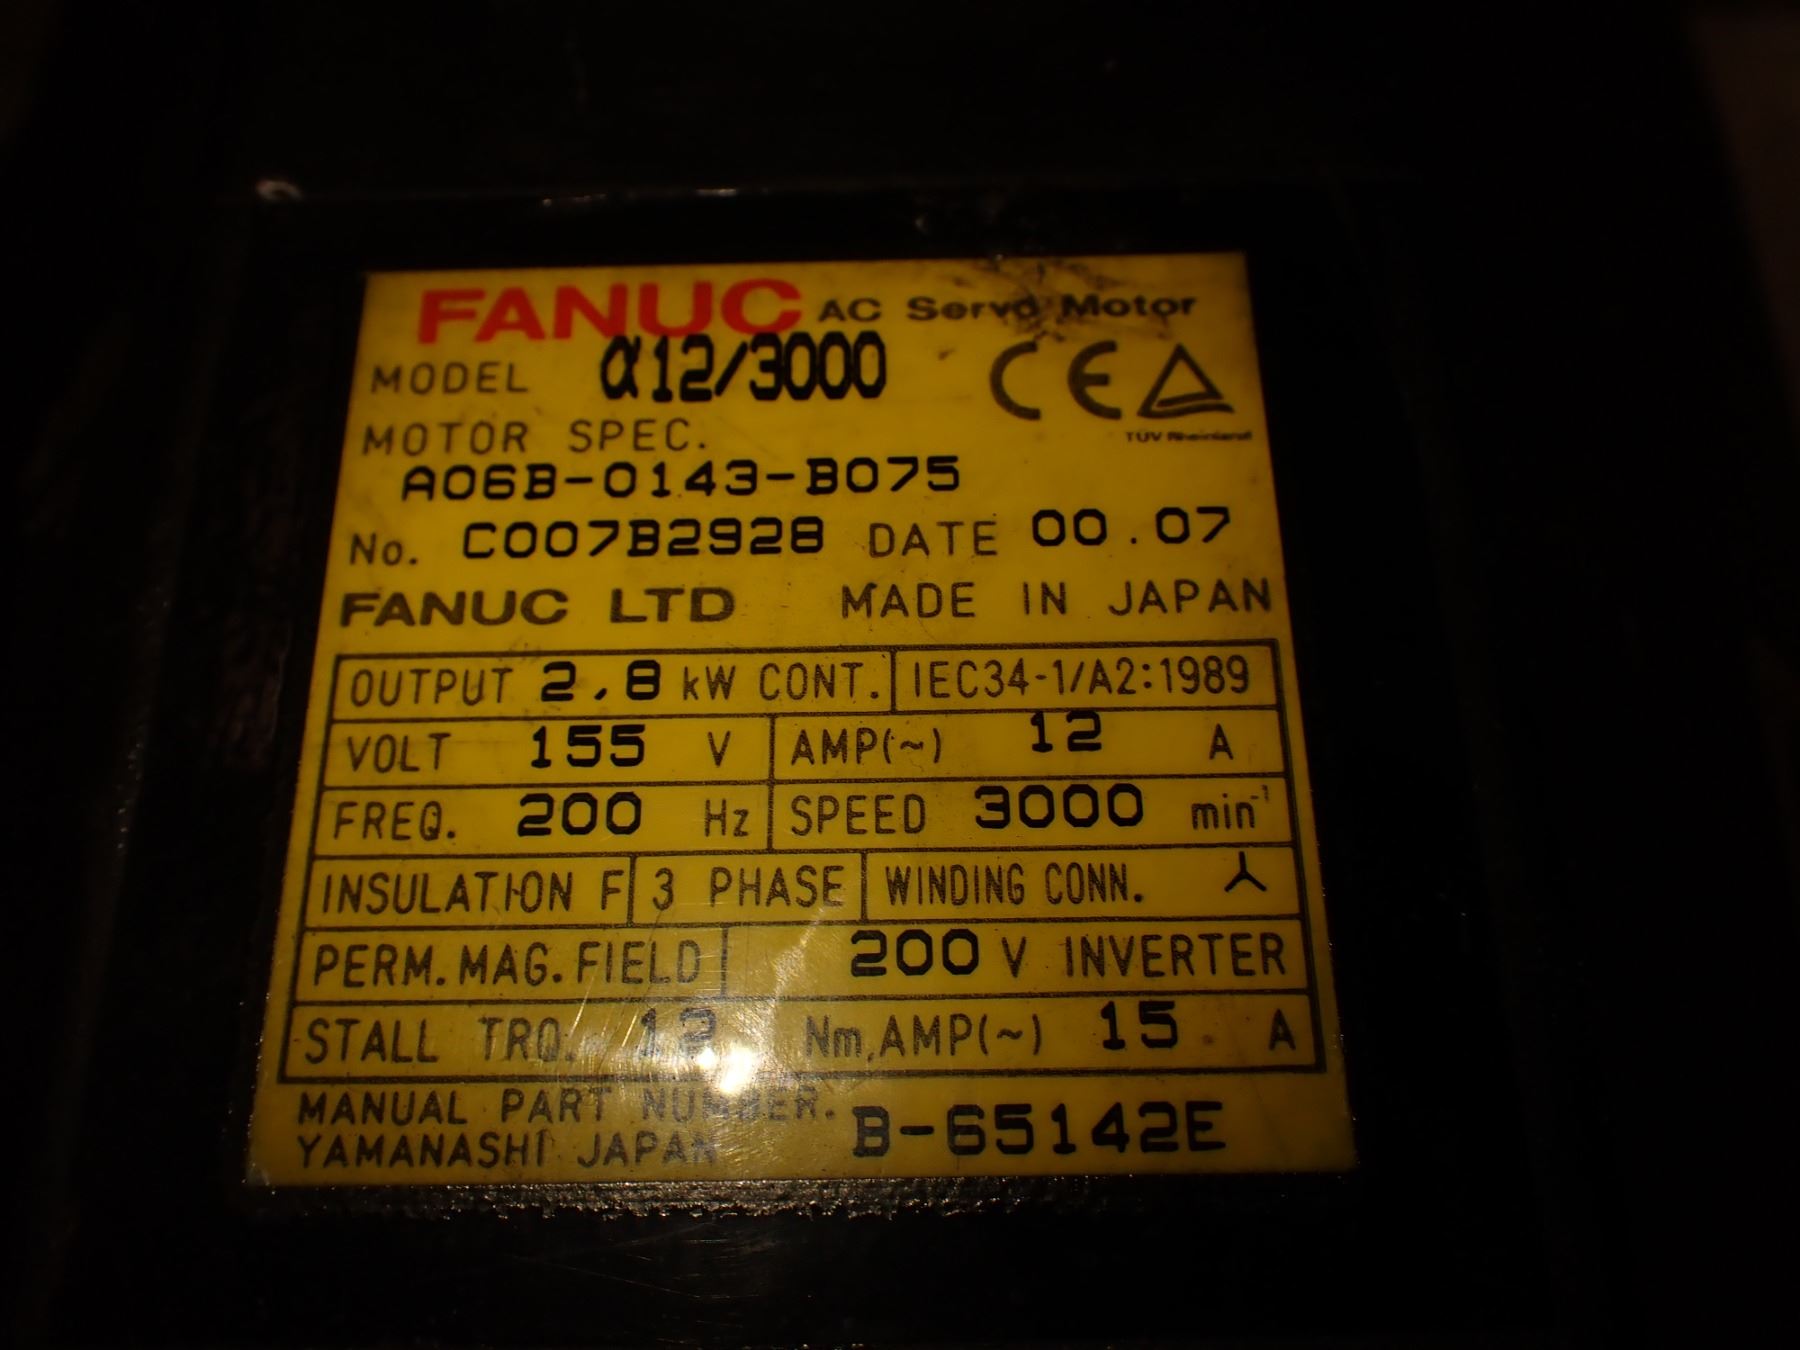 FANUC AC Servo Motor
MODEL α12/3000
CE
TÜV Rheinland
MOTOR SPEC.
A06B-0143-B075
No. C007B2928 DATE 00.07
FANUC LTD MADE IN JAPAN
OUTPUT 2.8 kW CONT. IEC34-1/A2:1989
VOLT 155 V AMP(~) 12 A
FREQ. 200 Hz SPEED 3000 min⁻¹
INSULATION F 3 PHASE WINDING CONN.
PERM. MAG. FIELD 200 V INVERTER
STALL TRQ. 12 Nm, AMP(~) 15 A
MANUAL PART NUMBER. B-65142E
YAMANASHI JAPAN